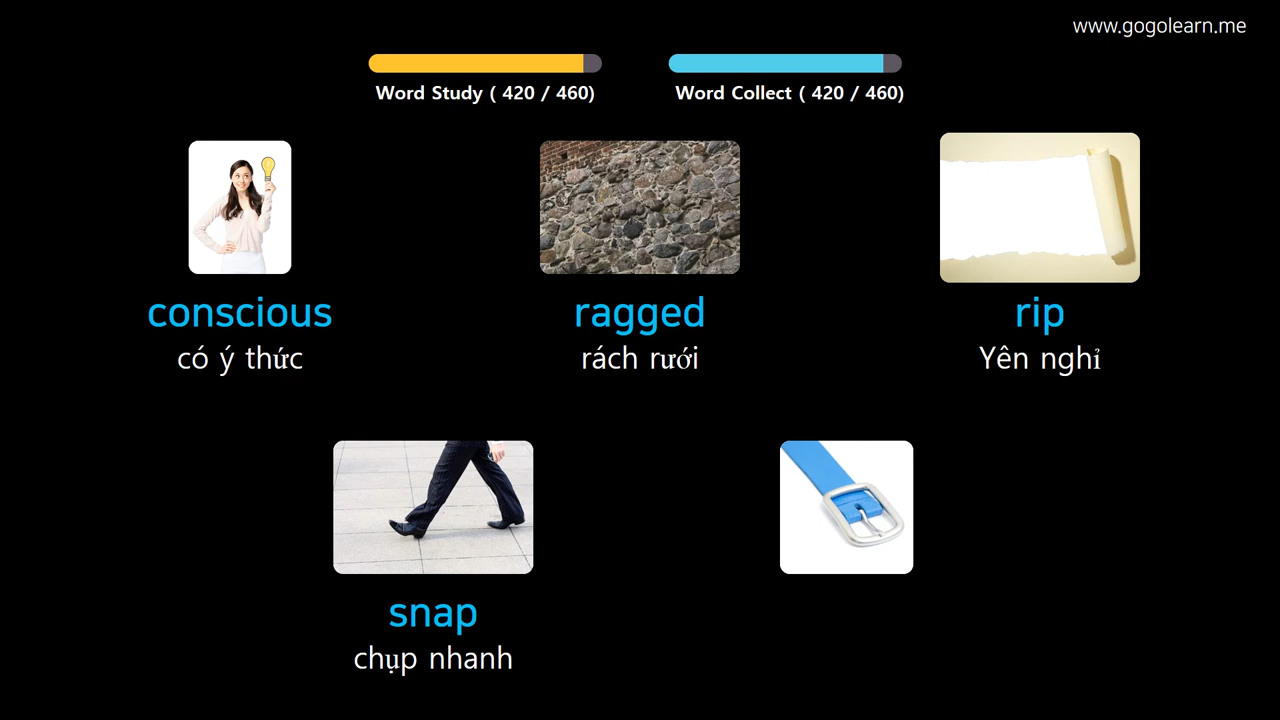 www.gogolearn.me
Word Study ( 420 / 460)
Word Collect ( 420 / 460)
conscious
có ý thức
ragged
rách rưới
rip
Yên nghỉ
snap
chụp nhanh